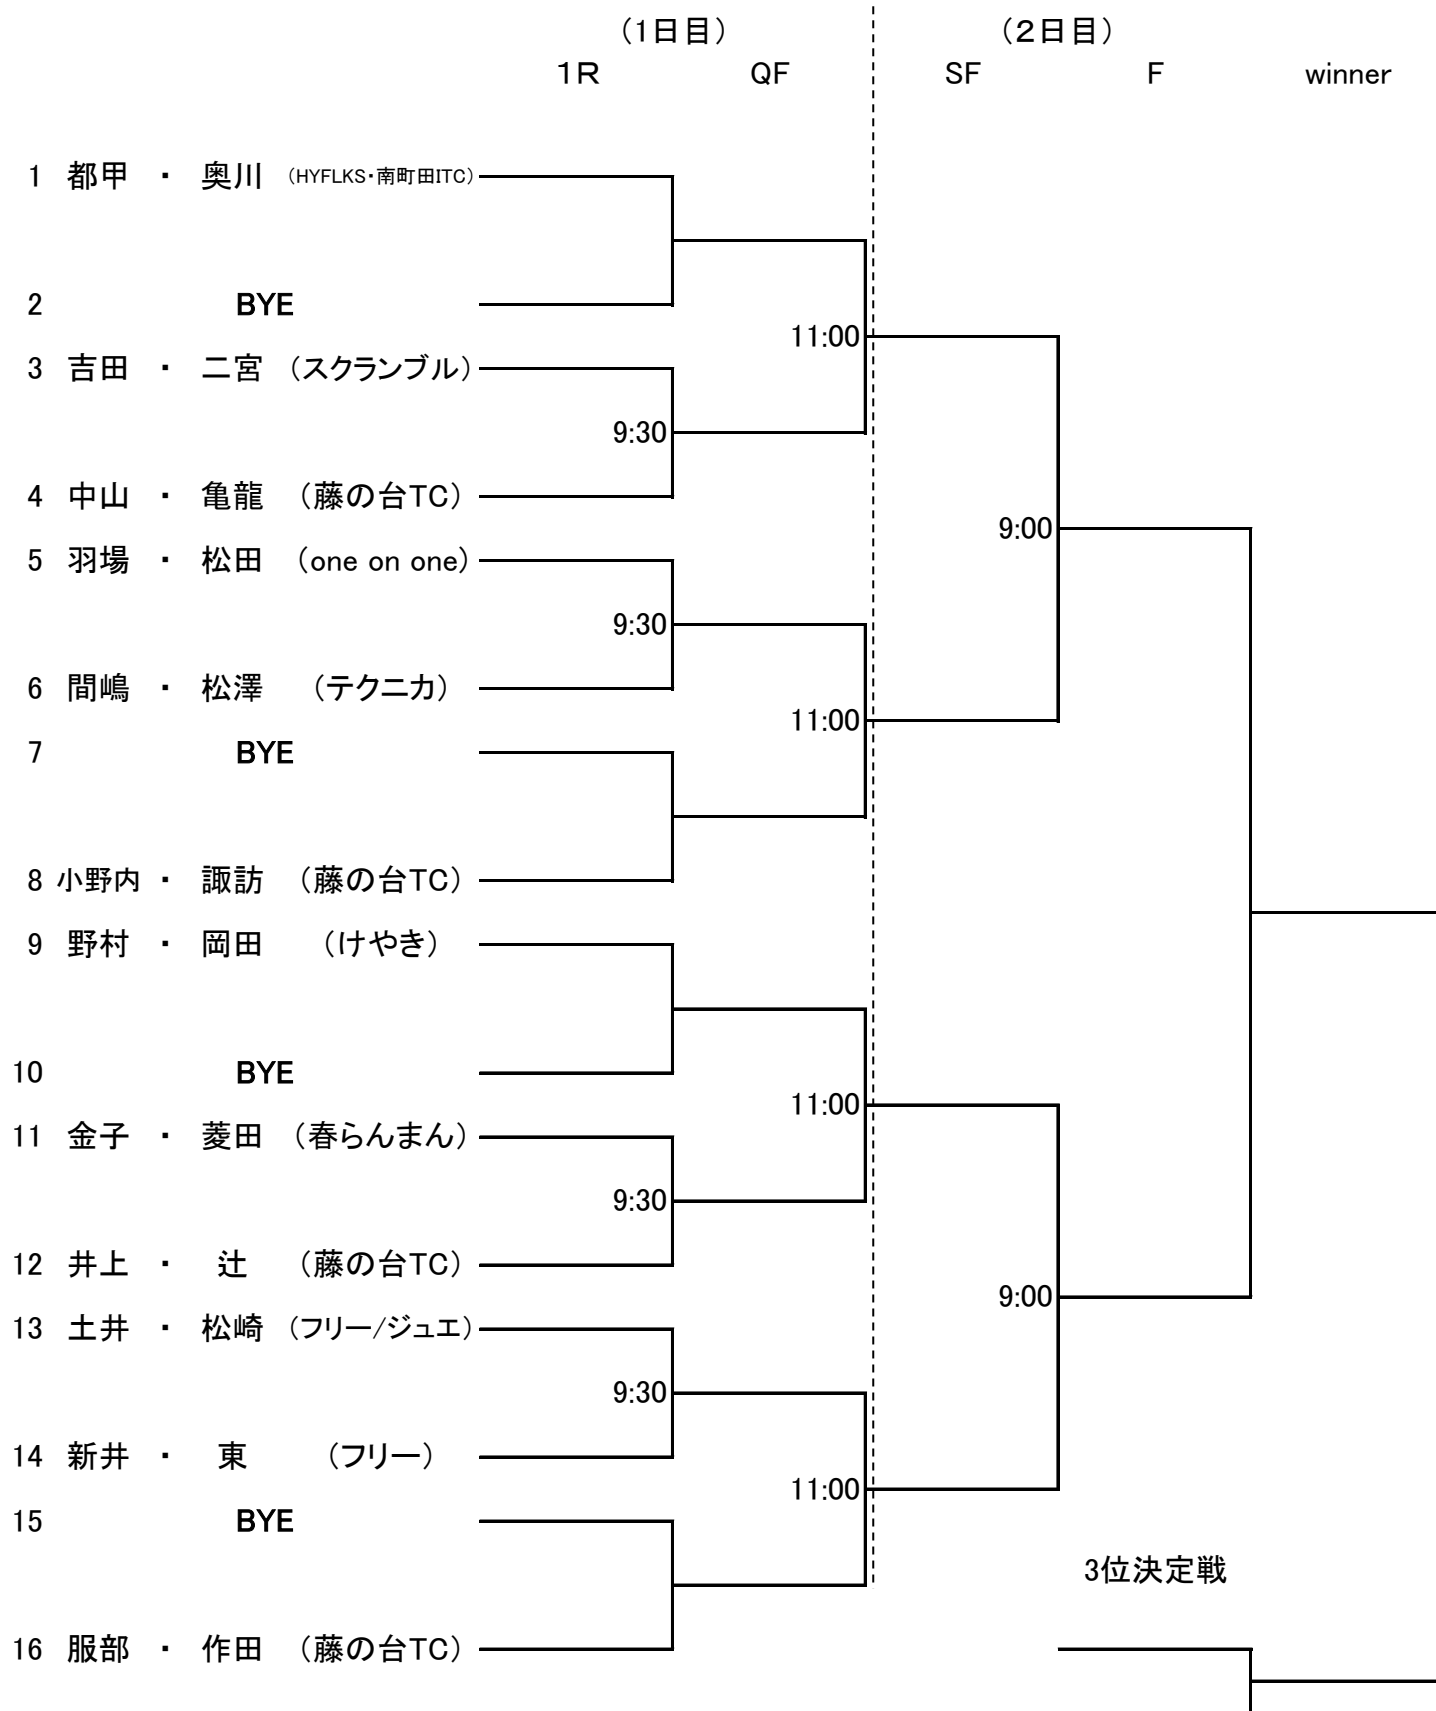 （1日目） （２日目）
１R QF SF F winner
1 都甲 ・ 奥川 （HYFLKS・南町田ITC）
2 BYE
11:00
3 吉田 ・ 二宮 （スクランブル）
9:30
4 中山 ・ 亀龍 （藤の台TC）
9:00
5 羽場 ・ 松田 （one on one）
9:30
6 間嶋 ・ 松澤 （テクニカ）
11:00
7 BYE
8 小野内 ・ 諏訪 （藤の台TC）
9 野村 ・ 岡田 （けやき）
10 BYE
11:00
11 金子 ・ 菱田 （春らんまん）
9:30
12 井上 ・ 辻 （藤の台TC）
9:00
13 土井 ・ 松崎 （フリー/ジュエ）
9:30
14 新井 ・ 東 （フリー）
11:00
15 BYE
3位決定戦
16 服部 ・ 作田 （藤の台TC）